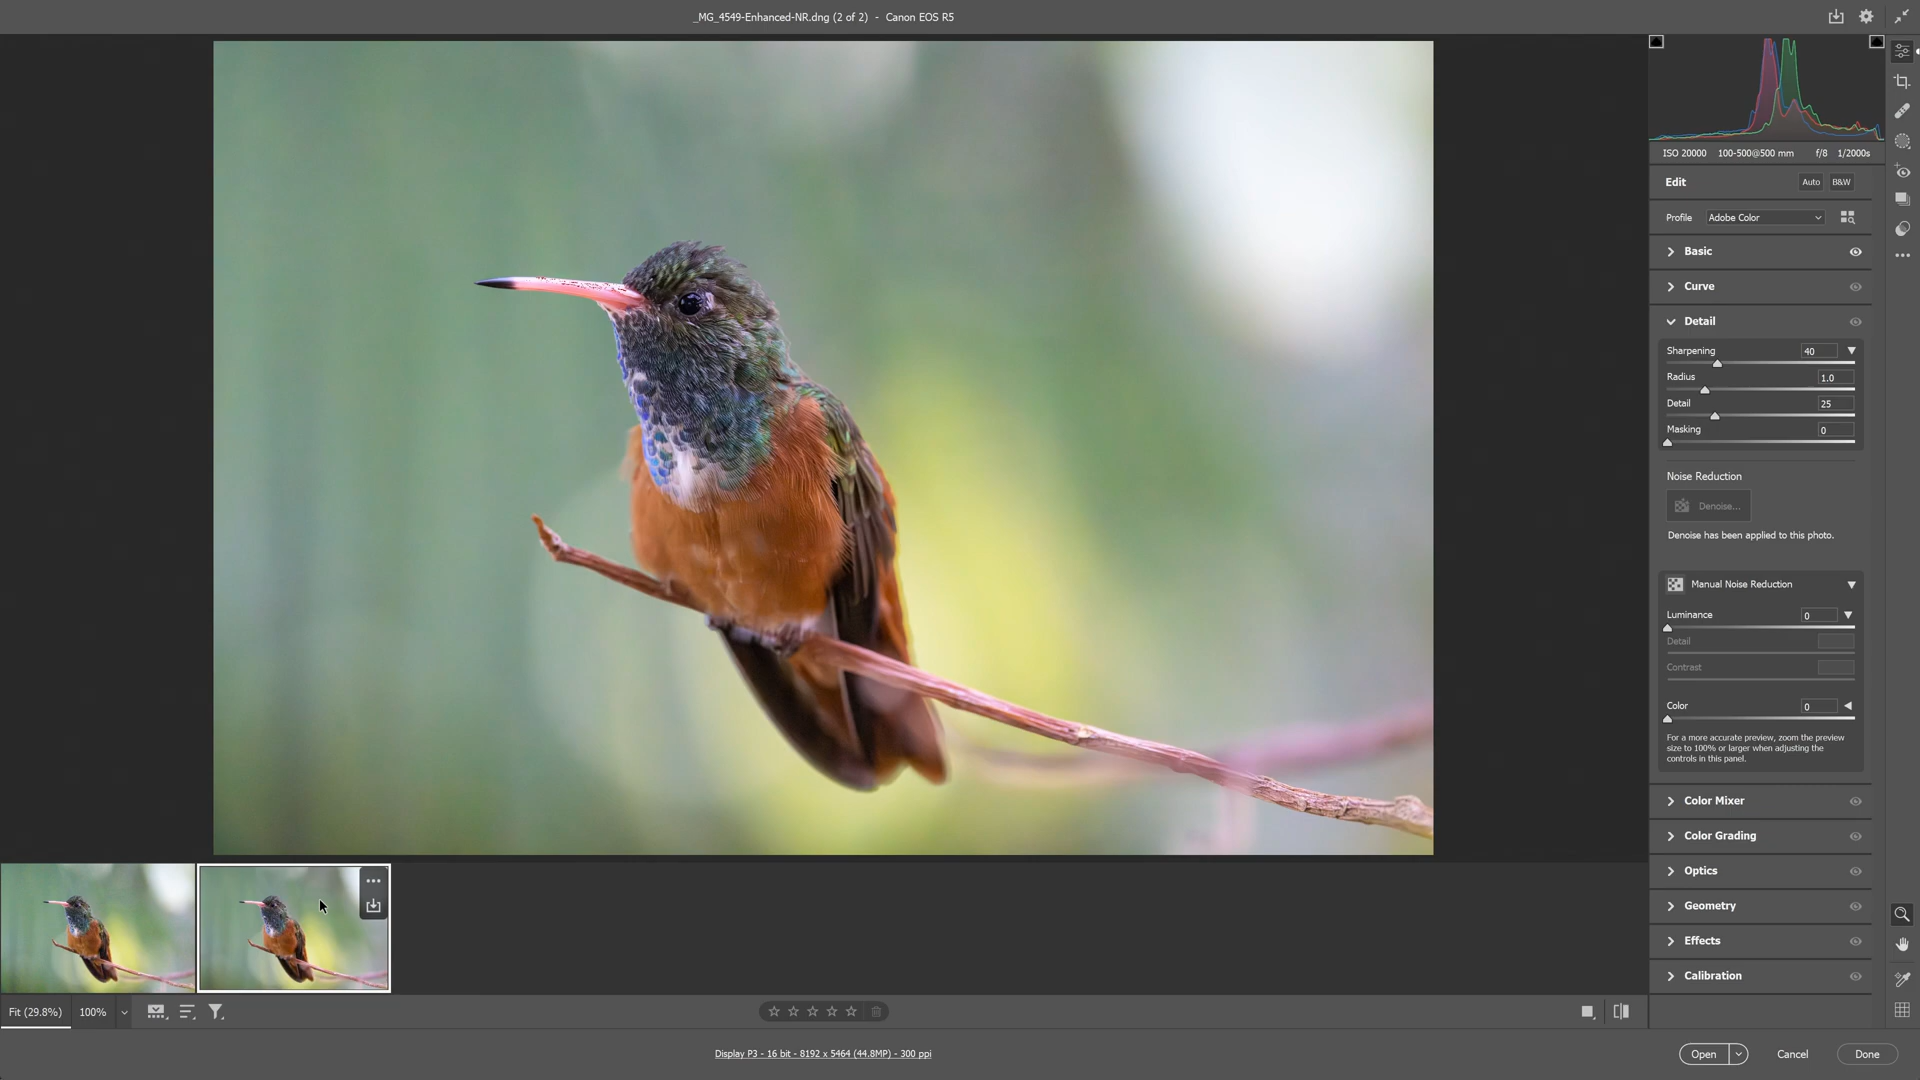 _MG_4549-Enhanced-NR.dng (2 of 2)  -  Canon EOS R5
ISO 20000 100-500@500 mm f/8 1/2000s
Edit Auto B&W
Profile Adobe Color
Basic
Curve
Detail
Sharpening 40
Radius 1.0
Detail 25
Masking 0
Noise Reduction
Denoise...
Denoise has been applied to this photo.
Manual Noise Reduction
Luminance 0
Detail
Contrast
Color 0
For a more accurate preview, zoom the preview
size to 100% or larger when adjusting the
controls in this panel.
Color Mixer
Color Grading
Optics
Geometry
Effects
Calibration
Fit (29.8%) 100%
Display P3 - 16 bit - 8192 x 5464 (44.8MP) - 300 ppi
Open Cancel Done